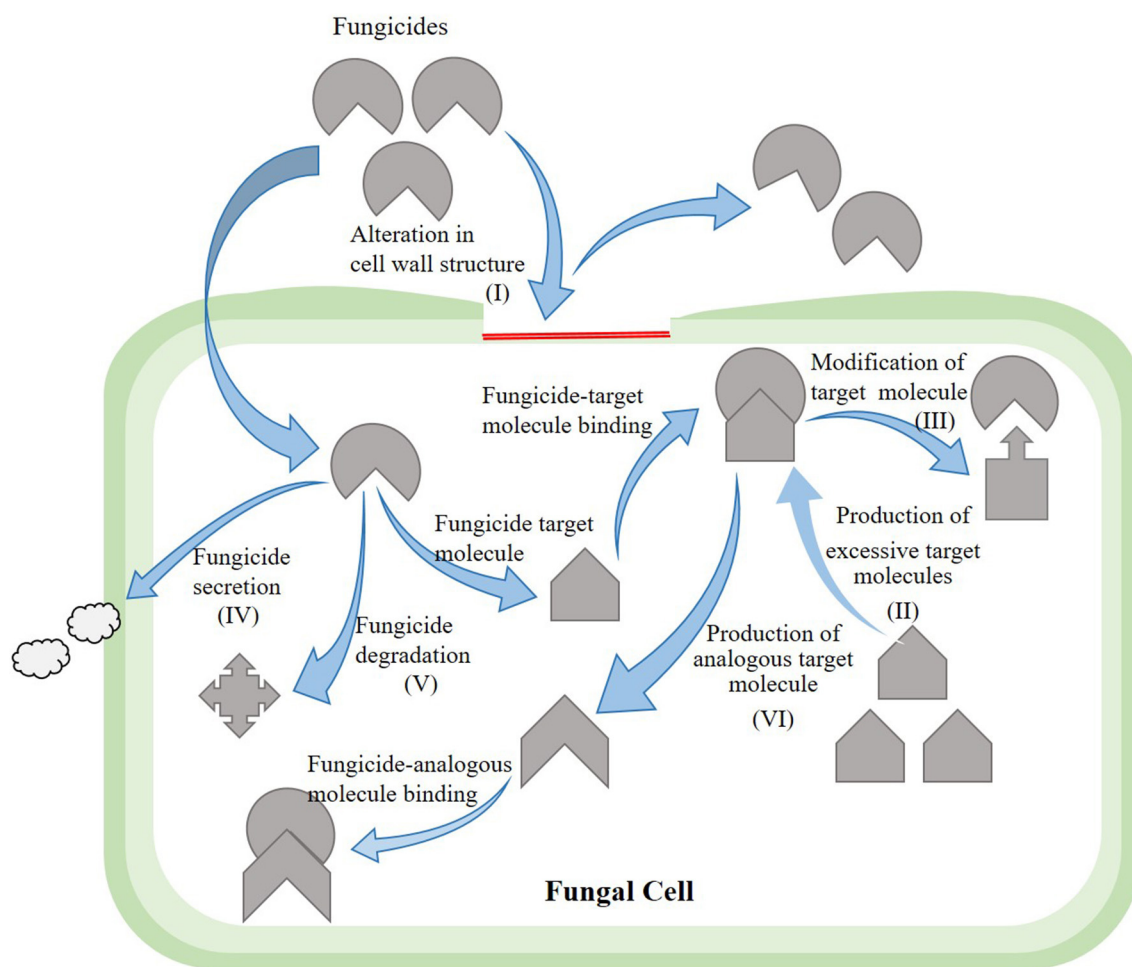 Fungicides
Alteration in
cell wall structure
(I)
Fungicide-target
molecule binding
Modification of
target molecule
(III)
Fungicide target
molecule
Production of
excessive target
molecules
(II)
Fungicide
secretion
(IV)
Fungicide
degradation
(V)
Production of
analogous target
molecule
(VI)
Fungicide-analogous
molecule binding
Fungal Cell